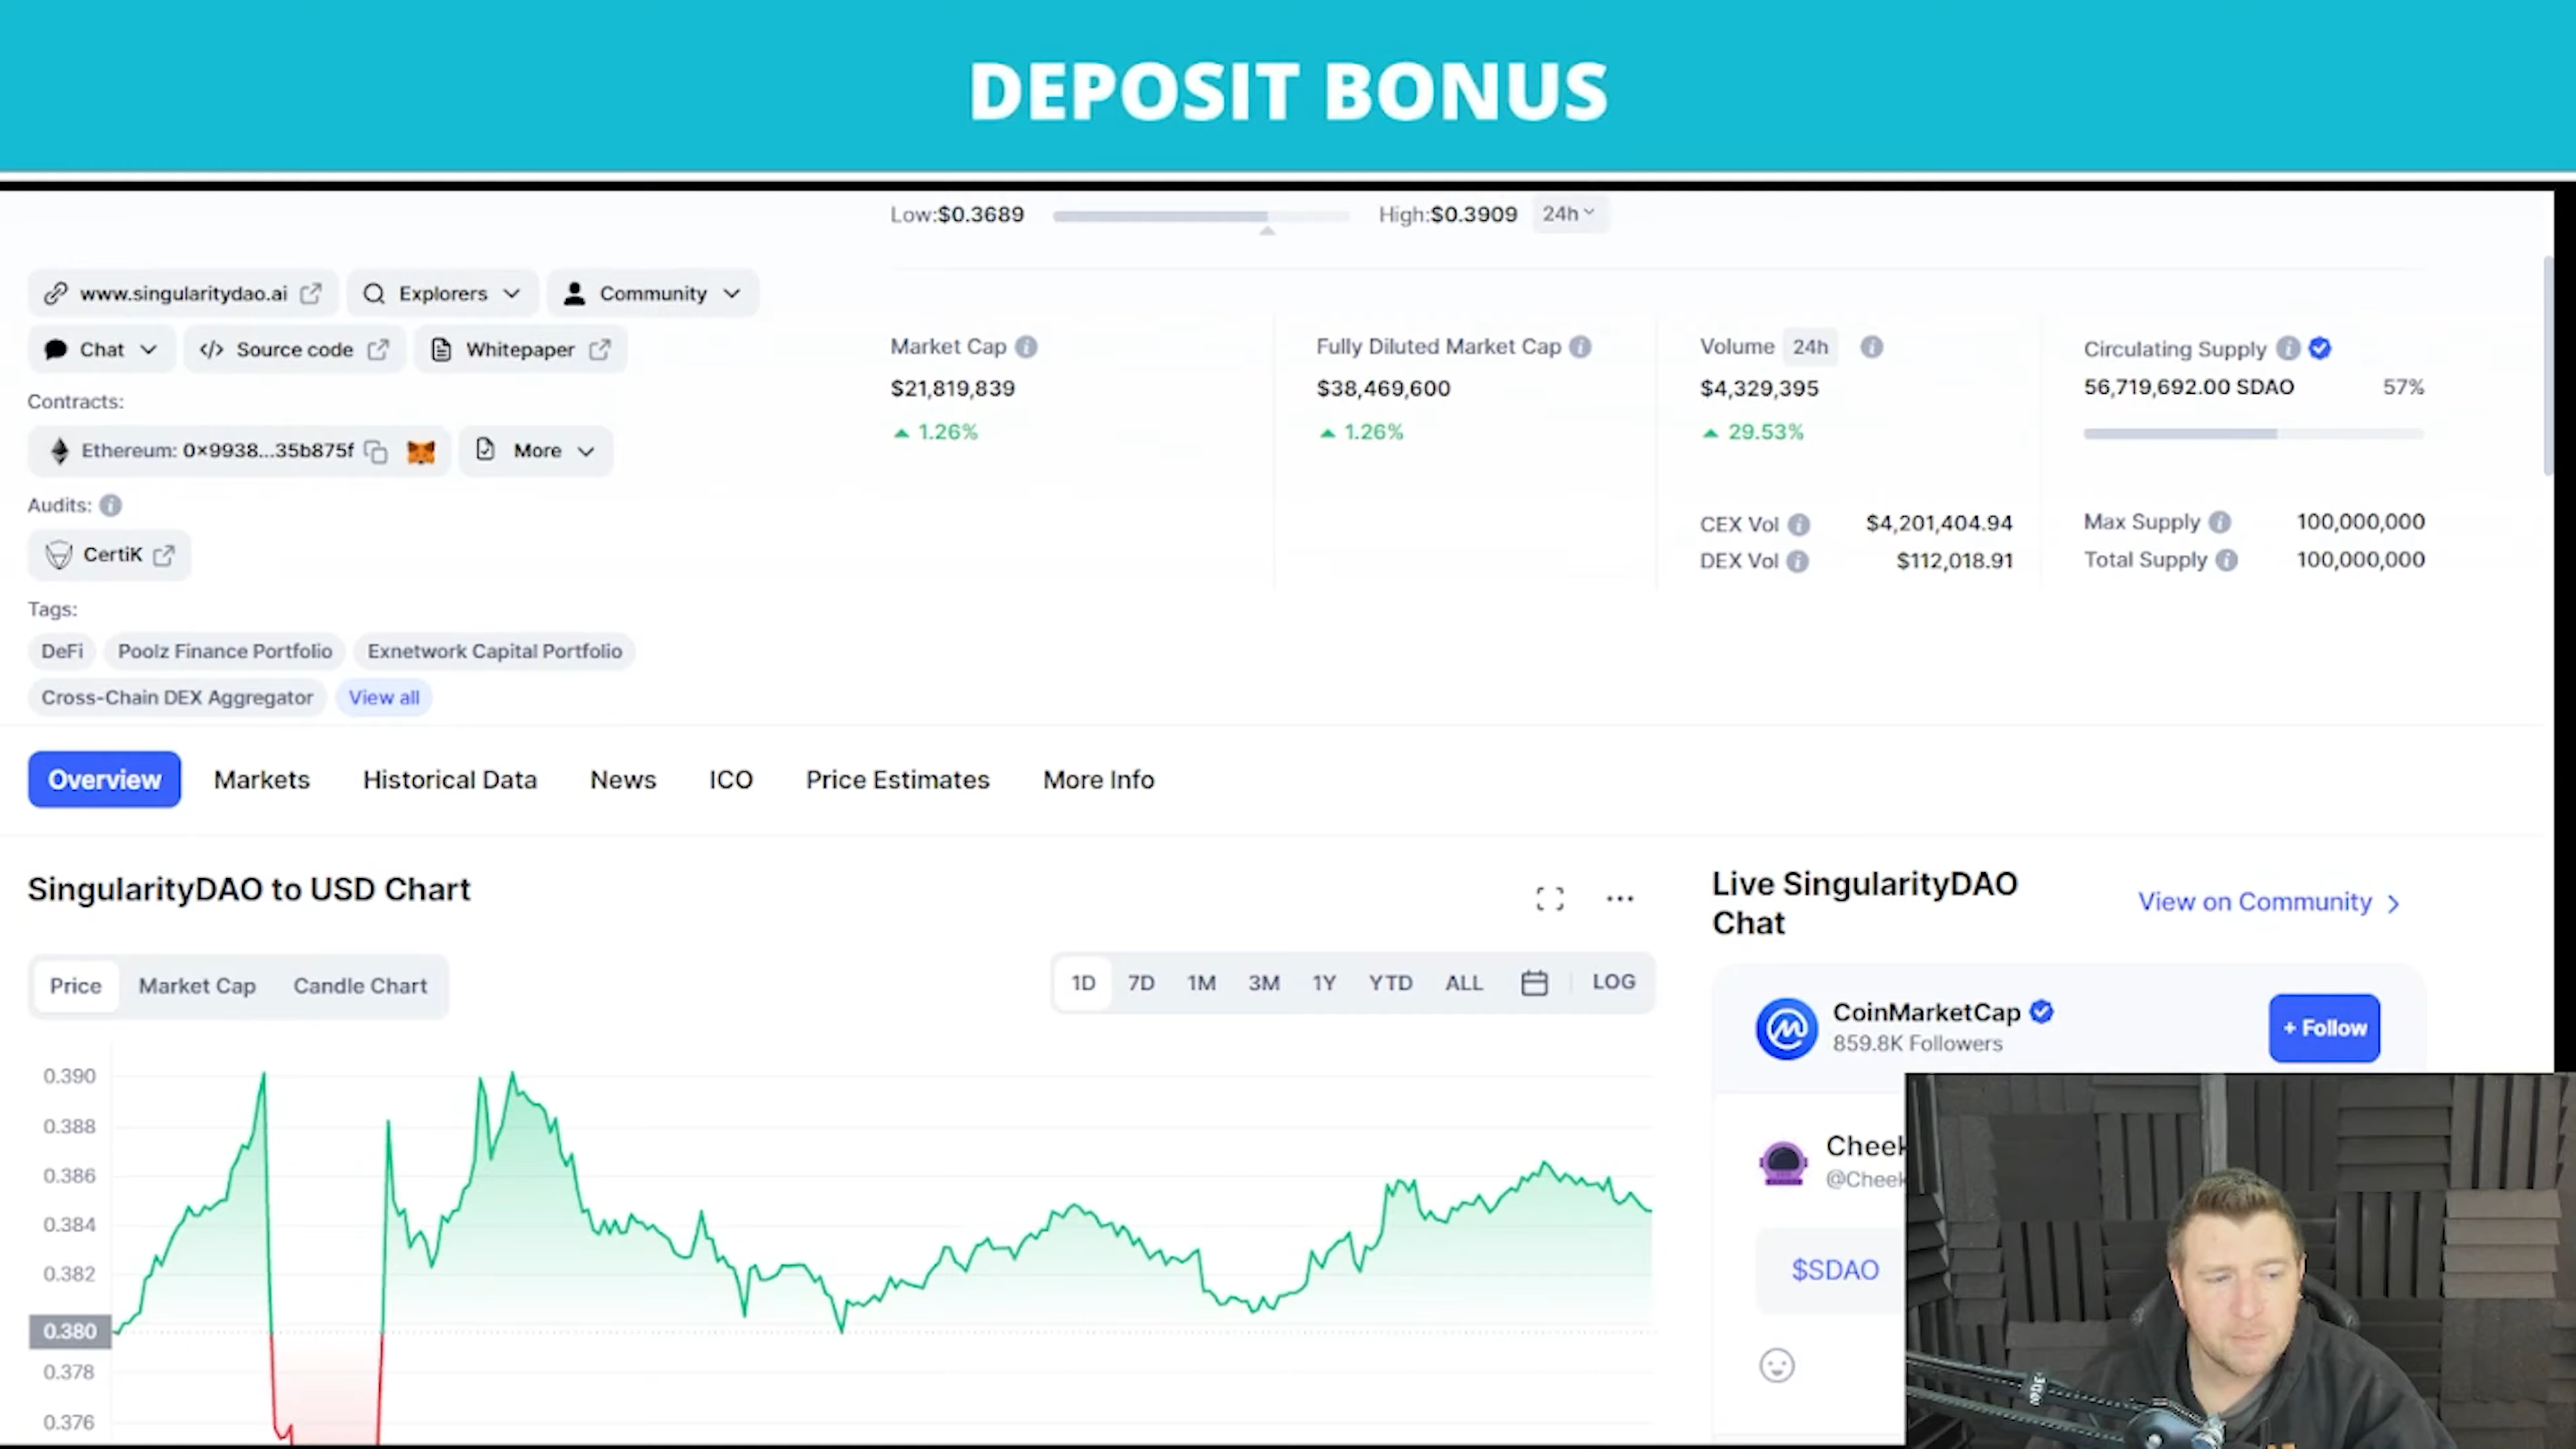 DEPOSIT BONUS
Low:$0.3689 High:$0.3909 24h
www.singularitydao.ai Explorers Community
Chat Source code Whitepaper
Contracts:
Ethereum: 0×9938...35b875f More
Audits:
CertiK
Tags:
DeFi Poolz Finance Portfolio Exnetwork Capital Portfolio
Cross-Chain DEX Aggregator View all
Market Cap
$21,819,839
1.26%
Fully Diluted Market Cap
$38,469,600
1.26%
Volume 24h
$4,329,395
29.53%
CEX Vol $4,201,404.94
DEX Vol $112,018.91
Circulating Supply
56,719,692.00 SDAO 57%
Max Supply 100,000,000
Total Supply 100,000,000
Overview Markets Historical Data News ICO Price Estimates More Info
SingularityDAO to USD Chart
Price Market Cap Candle Chart
1D 7D 1M 3M 1Y YTD ALL LOG
0.390
0.388
0.386
0.384
0.382
0.380
0.378
0.376
Live SingularityDAO
Chat
View on Community
CoinMarketCap
859.8K Followers
+ Follow
$SDAO